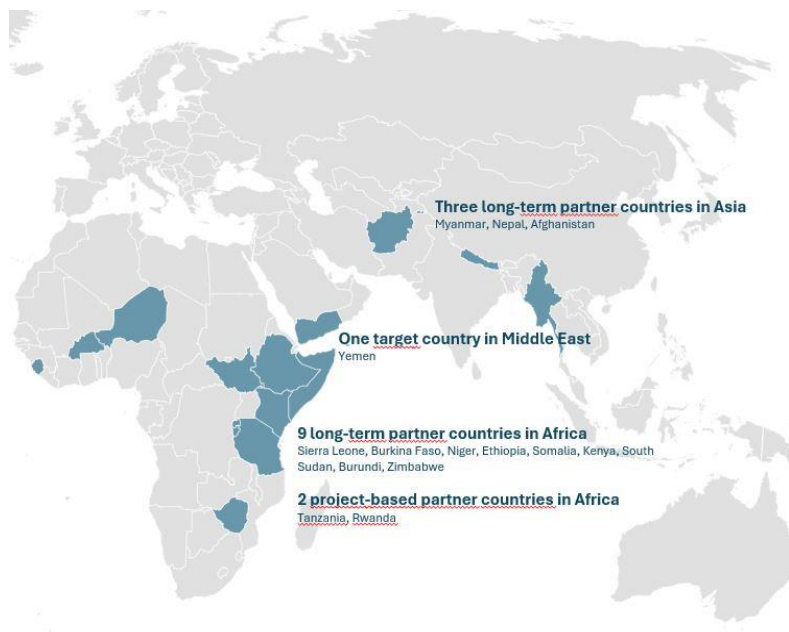 Three long-term partner countries in Asia
Myanmar, Nepal, Afghanistan
One target country in Middle East
Yemen
9 long-term partner countries in Africa
Sierra Leone, Burkina Faso, Niger, Ethiopia, Somalia, Kenya, South
Sudan, Burundi, Zimbabwe
2 project-based partner countries in Africa
Tanzania, Rwanda